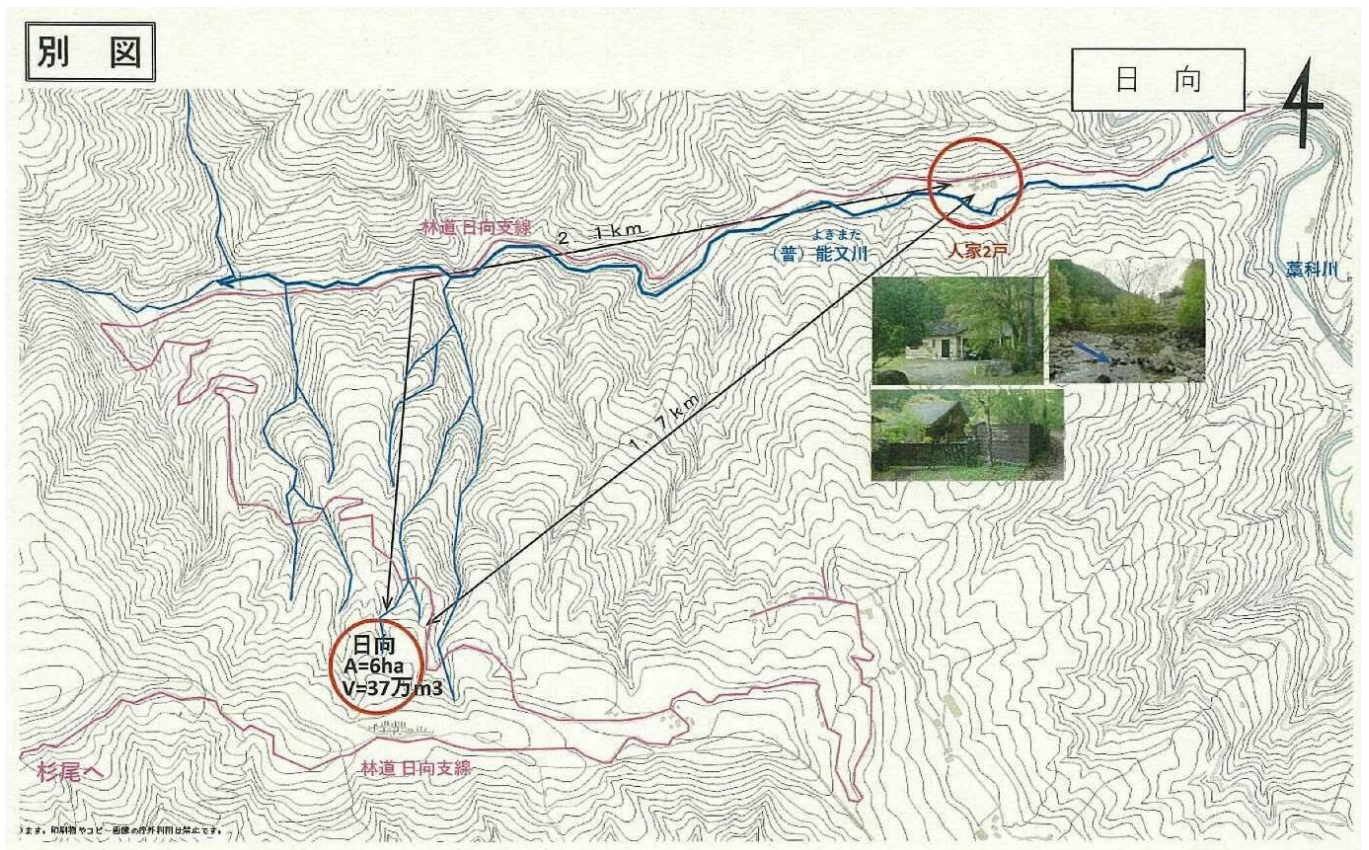 別 図
日 向
林道 日向支線
2．1km
よきまた
(普) 能又川
人家2戸
(一) 藁科川
1．7km
日向
A=6ha
V=37万m3
杉尾へ
林道 日向支線
ます。印刷物やコピー画像の庁外利用は禁止です。